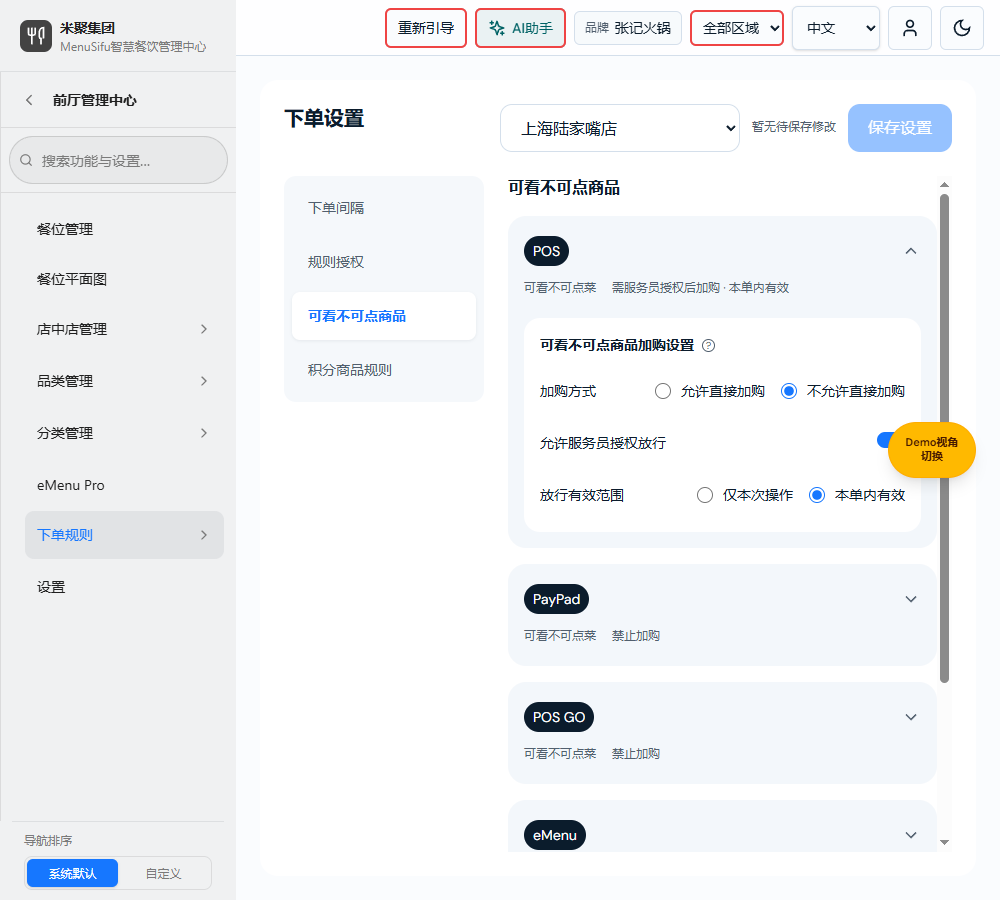 米聚集团
MenuSifu智慧餐饮管理中心
重新引导
AI助手
品牌 张记火锅
全部区域
中文
前厅管理中心
搜索功能与设置...
餐位管理
餐位平面图
店中店管理
品类管理
分类管理
eMenu Pro
下单规则
设置
导航排序
系统默认
自定义
下单设置
上海陆家嘴店
暂无待保存修改
保存设置
下单间隔
规则授权
可看不可点商品
积分商品规则
可看不可点商品
POS
可看不可点菜 需服务员授权后加购 · 本单内有效
可看不可点商品加购设置 ?
加购方式 允许直接加购 不允许直接加购
允许服务员授权放行
放行有效范围 仅本次操作 本单内有效
Demo视角
切换
PayPad
可看不可点菜 禁止加购
POS GO
可看不可点菜 禁止加购
eMenu